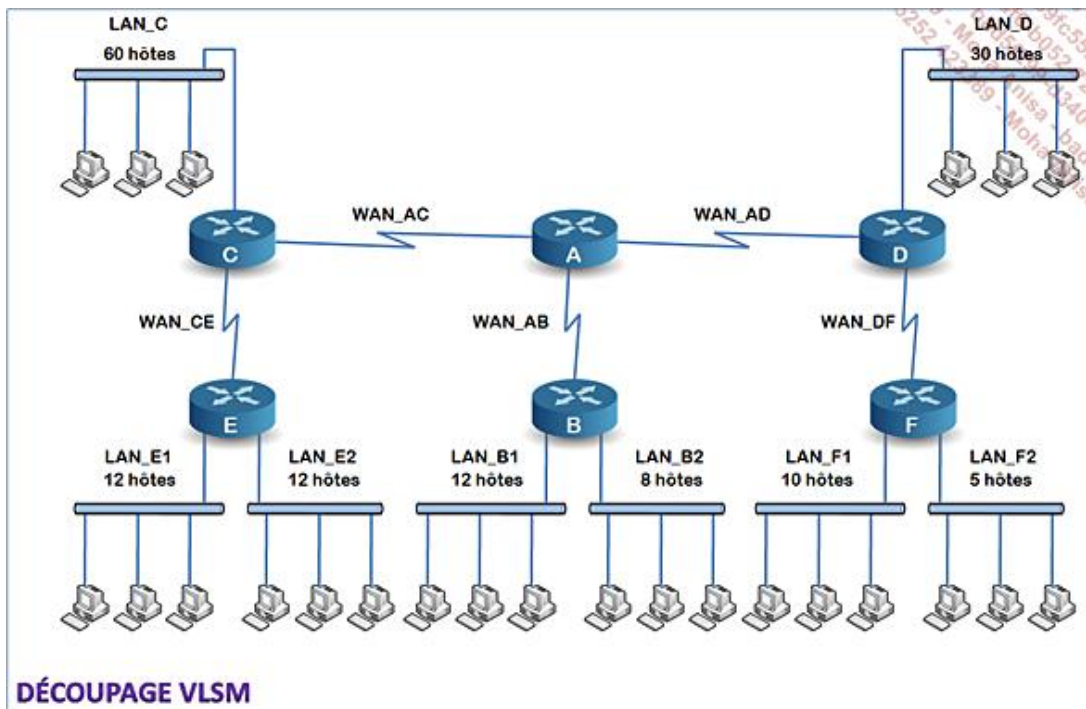 LAN_C
60 hôtes
LAN_D
30 hôtes
WAN_AC
WAN_AD
C
A
D
WAN_CE
WAN_AB
WAN_DF
E
B
F
LAN_E1
12 hôtes
LAN_E2
12 hôtes
LAN_B1
12 hôtes
LAN_B2
8 hôtes
LAN_F1
10 hôtes
LAN_F2
5 hôtes
DÉCOUPAGE VLSM